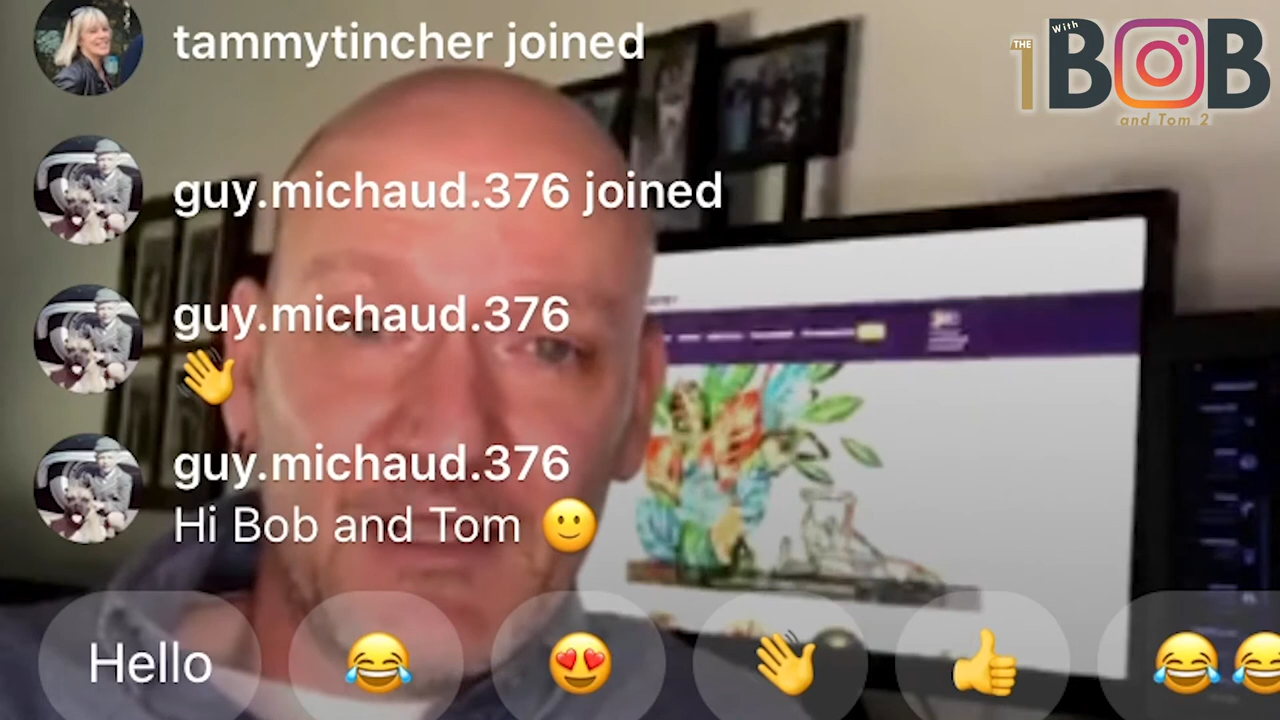 tammytincher joined
THE 1 With BOB
and Tom 2
guy.michaud.376 joined
guy.michaud.376
👋
guy.michaud.376
Hi Bob and Tom 🙂
Hello 😂 😍 👋 👍 😂 😂